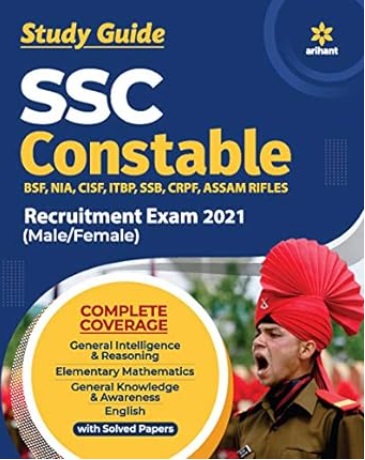 Study Guide
arihant
SSC
Constable
BSF, NIA, CISF, ITBP, SSB, CRPF, ASSAM RIFLES
Recruitment Exam 2021
(Male/Female)
COMPLETE
COVERAGE
General Intelligence
& Reasoning
Elementary Mathematics
General Knowledge
& Awareness
English
with Solved Papers